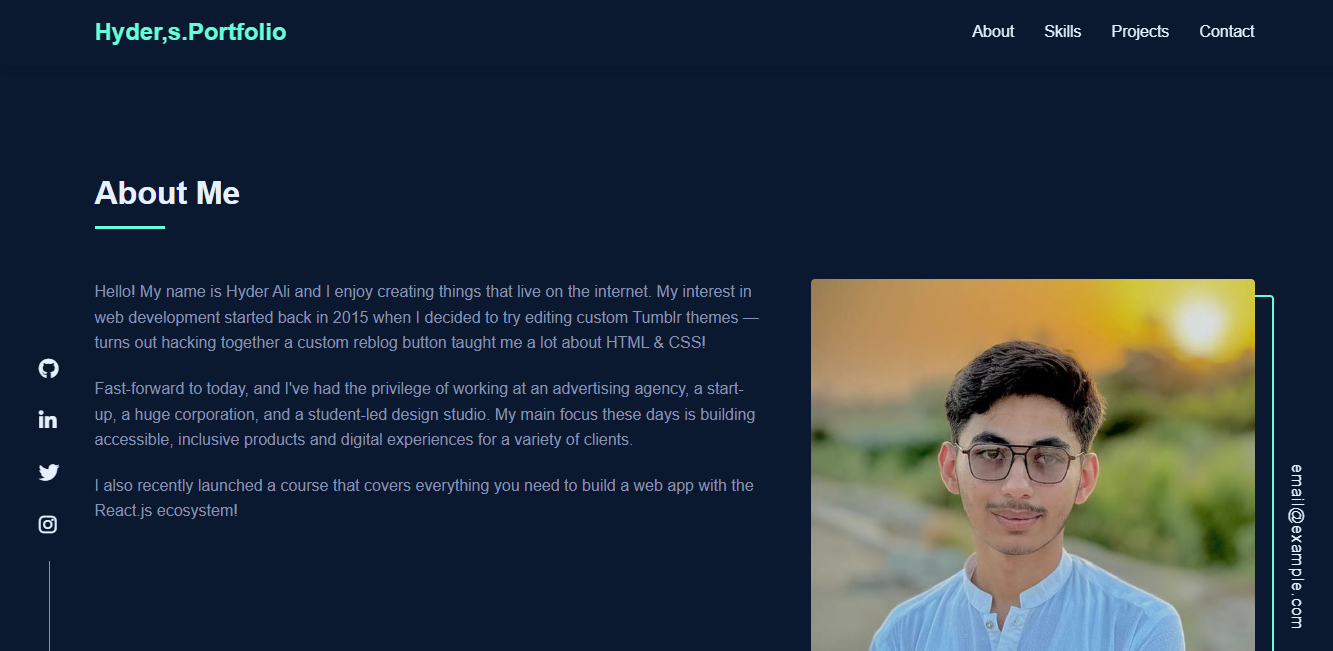 Hyder,s.Portfolio
About
Skills
Projects
Contact
About Me
Hello! My name is Hyder Ali and I enjoy creating things that live on the internet. My interest in
web development started back in 2015 when I decided to try editing custom Tumblr themes —
turns out hacking together a custom reblog button taught me a lot about HTML & CSS!
Fast-forward to today, and I've had the privilege of working at an advertising agency, a start-
up, a huge corporation, and a student-led design studio. My main focus these days is building
accessible, inclusive products and digital experiences for a variety of clients.
I also recently launched a course that covers everything you need to build a web app with the
React.js ecosystem!
email@example.com